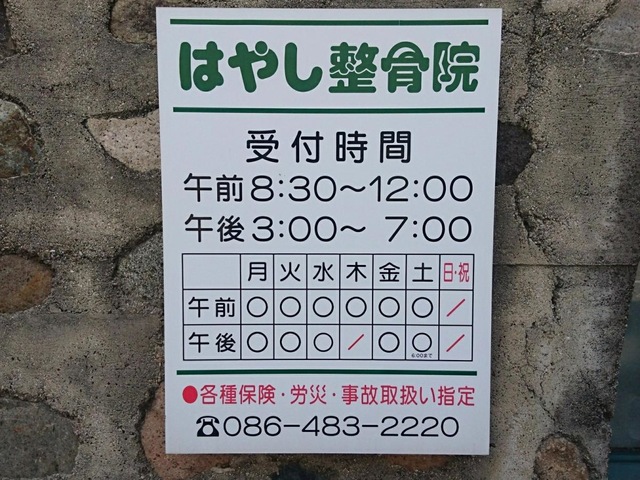 はやし整骨院
受付時間
午前8:30〜12:00
午後3:00〜 7:00
月 火 水 木 金 土 日・祝
午前 ○ ○ ○ ○ ○ ○ /
午後 ○ ○ ○ / ○ ○ /
6:00まで
●各種保険・労災・事故取扱い指定
☎086-483-2220